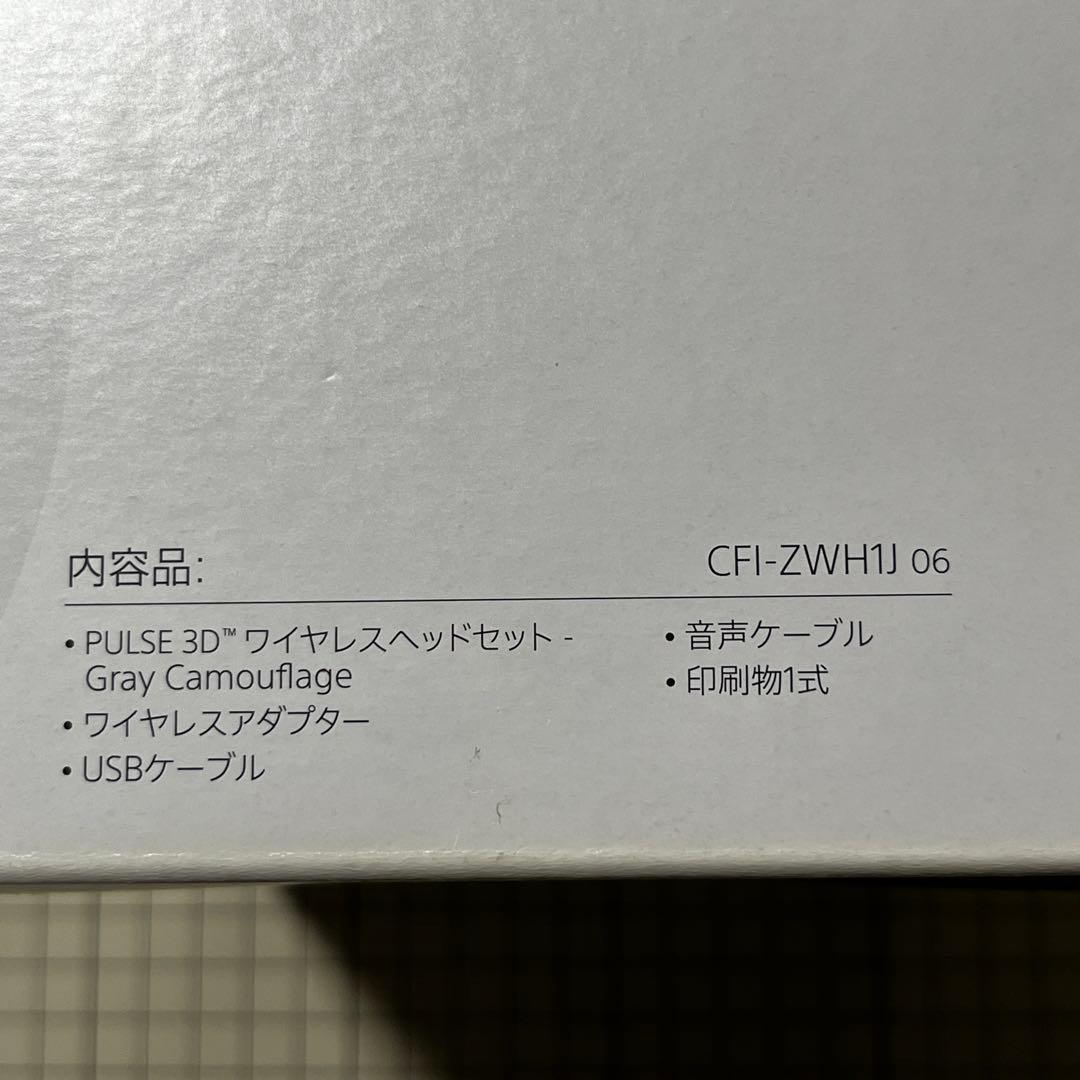 内容品:
CFI-ZWH1J 06
• PULSE 3D™ ワイヤレスヘッドセット -
Gray Camouflage
• ワイヤレスアダプター
• USBケーブル
• 音声ケーブル
• 印刷物1式